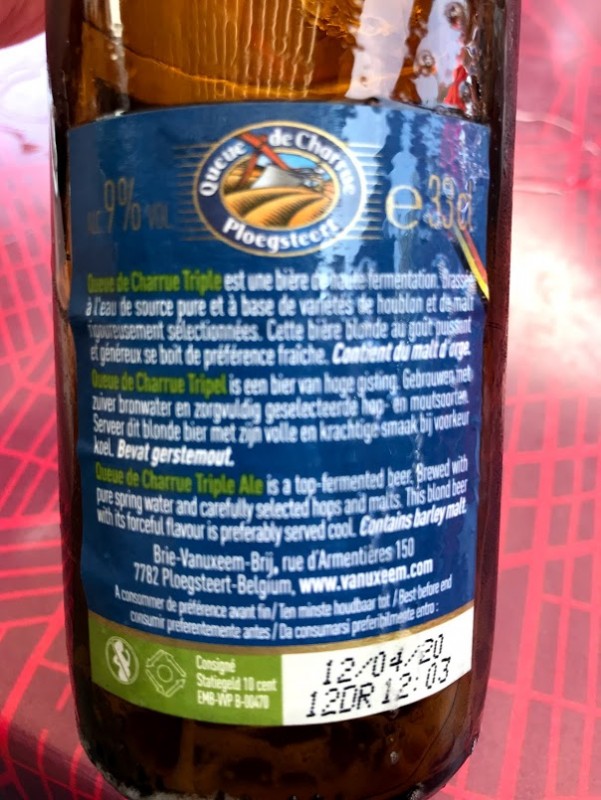 Queue de Charrue
Ploegsteert
ALC 9% VOL
e 33cl
Queue de Charrue Triple est une bière de haute fermentation. Brassée
à l'eau de source pure et à base de variétés de houblon et de malt
rigoureusement sélectionnées. Cette bière blonde au goût puissant
et généreux se boit de préférence fraîche. Contient du malt d'orge.
Queue de Charrue Tripel is een bier van hoge gisting. Gebrouwen met
zuiver bronwater en zorgvuldig geselecteerde hop- en moutsoorten.
Serveer dit blonde bier met zijn volle en krachtige smaak bij voorkeur
koel. Bevat gerstemout.
Queue de Charrue Triple Ale is a top-fermented beer. Brewed with
pure spring water and carefully selected hops and malts. This blond beer
with its forceful flavour is preferably served cool. Contains barley malt.
Brie-Vanuxeem-Brij, rue d'Armentières 150
7782 Ploegsteert-Belgium, www.vanuxeem.com
A consommer de préférence avant fin/ Ten minste houdbaar tot / Best before end
consumir preferentemente antes / Da consumarsi preferibilmente entro :
Consigné
Statiegeld 10 cent
EMB-VVP B-00470
12/04/20
12DR 12:03